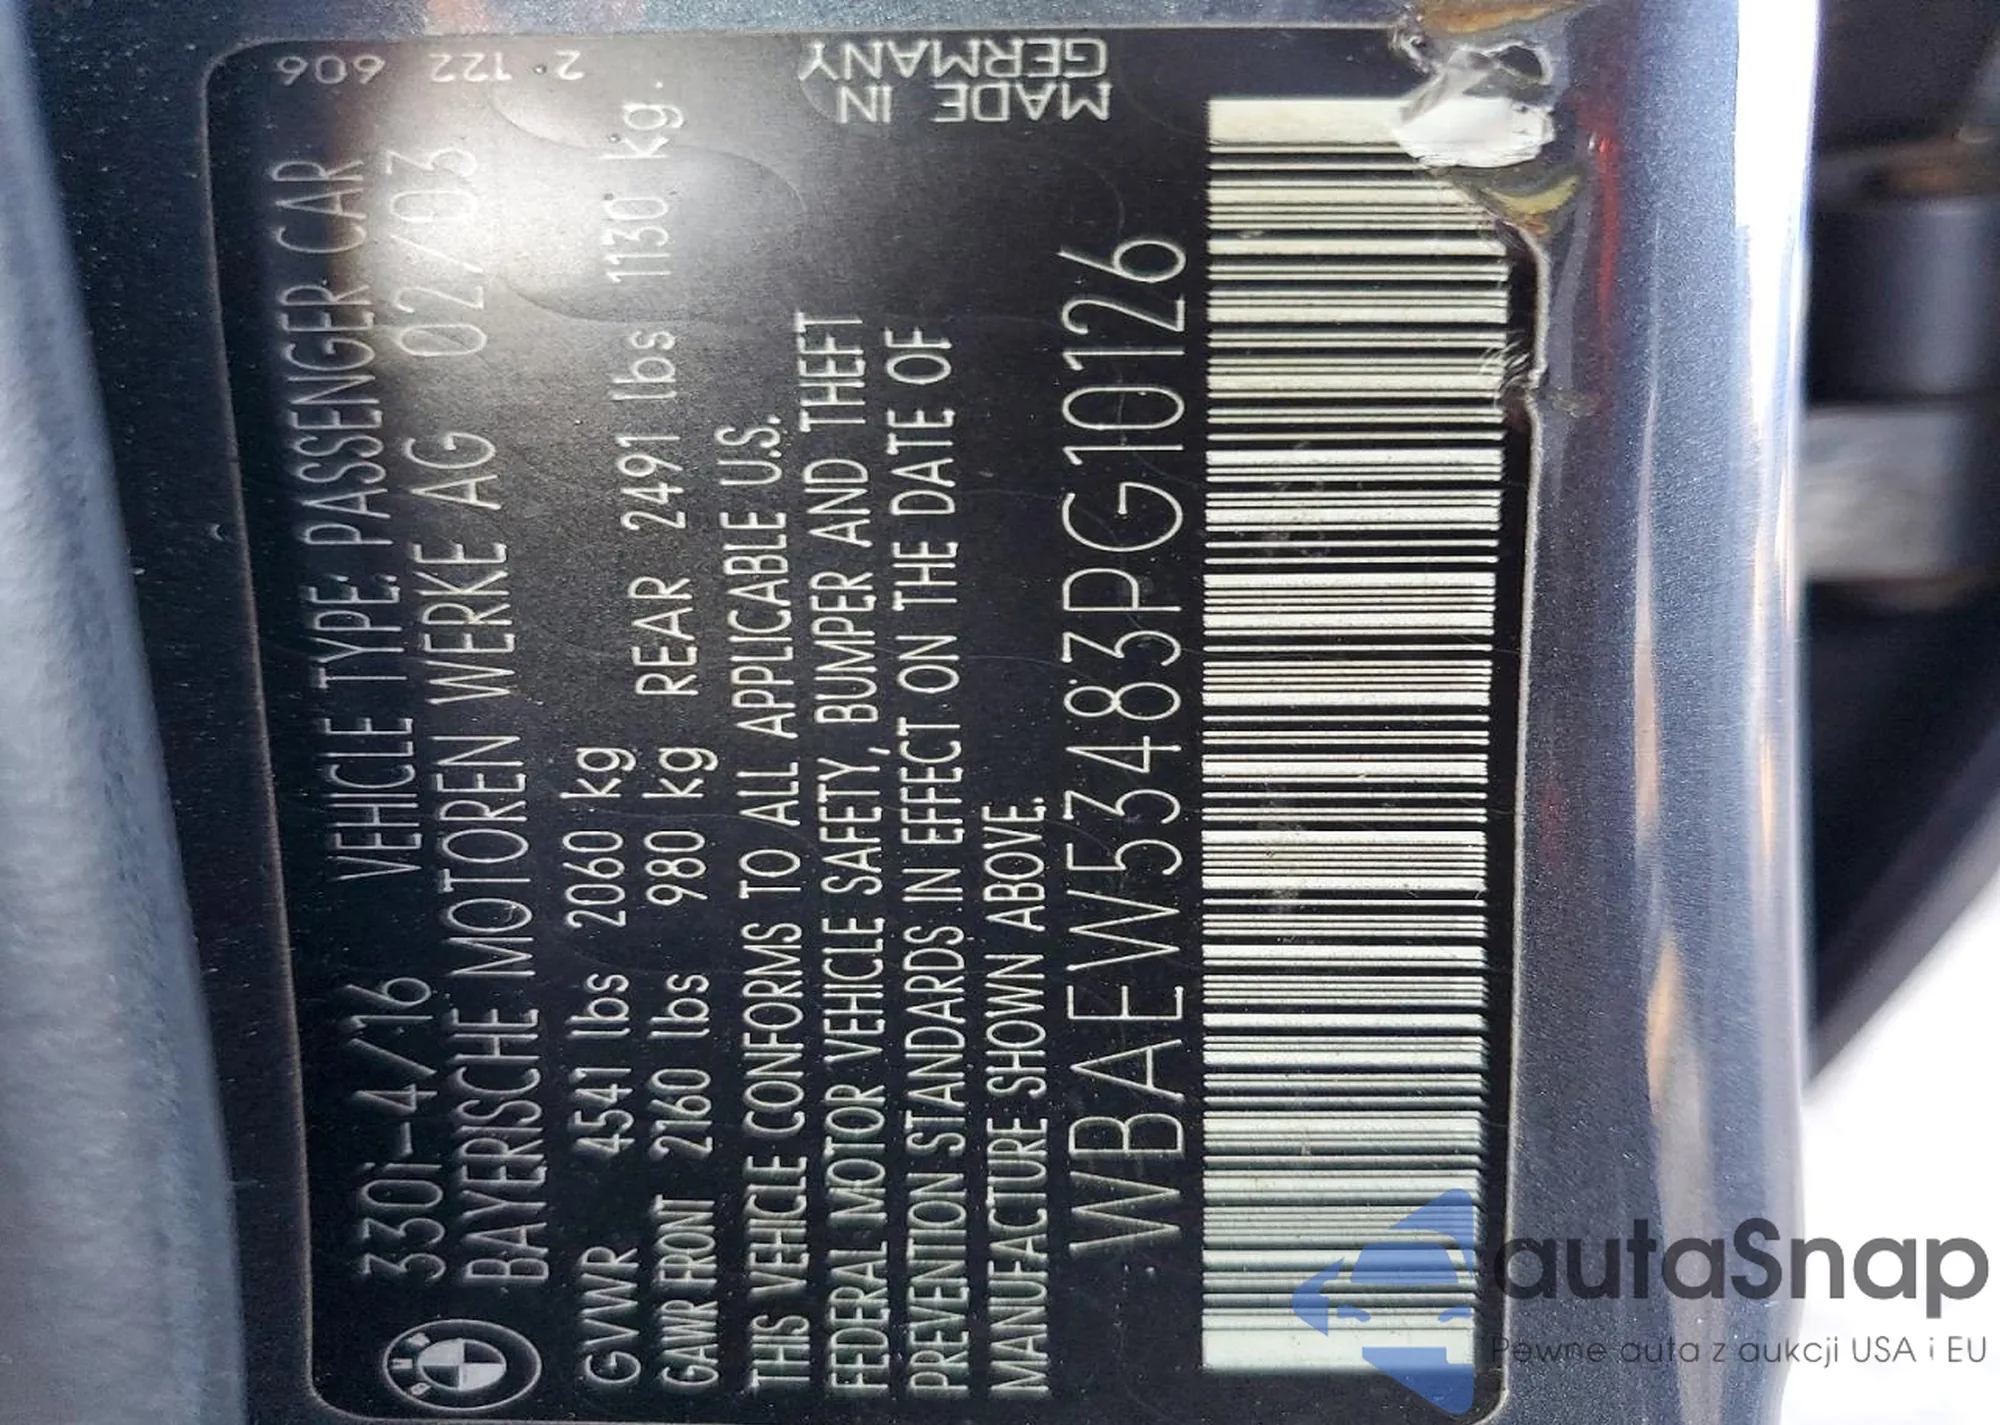 330i-4/16 VEHICLE TYPE: PASSENGER CAR
BAYERISCHE MOTOREN WERKE AG 02/03
GVWR 4541 lbs 2060 kg
GAWR FRONT 2160 lbs 980 kg REAR 2491 lbs 1130 kg.
THIS VEHICLE CONFORMS TO ALL APPLICABLE U.S.
FEDERAL MOTOR VEHICLE SAFETY, BUMPER AND THEFT
PREVENTION STANDARDS IN EFFECT ON THE DATE OF
MANUFACTURE SHOWN ABOVE.
WBAEW53483PG10126
2 122 606
MADE IN
GERMANY
BMW
autaSnap
Pewne auta z aukcji USA i EU